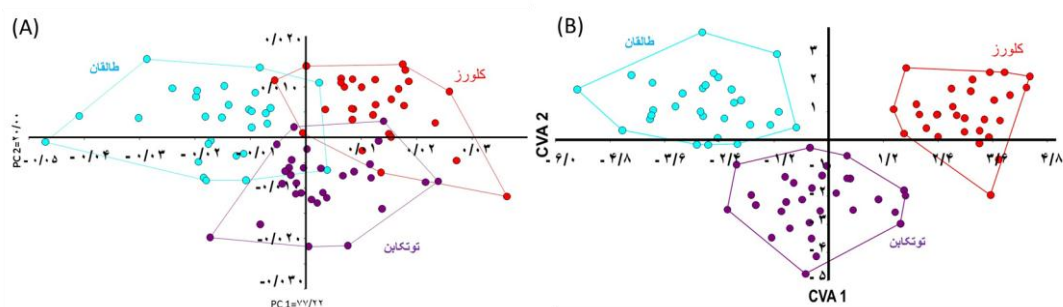 (A)
۰/۰۲۰
طالقان
کلورز
۰/۰۱۰
-۰/۰۵ -۰/۰۴ -۰/۰۳ -۰/۰۲ -۰/۰۱ ۰/۰۱ ۰/۰۲ ۰/۰۳
-۰/۰۱۰
-۰/۰۲۰
توتکابن
-۰/۰۳۰
PC 2=۲۰/۰۰
PC 1=۷۷/۲۲
(B)
کلورز
طالقان
۳
۲
۱
-۶/۰ -۴/۸ -۳/۶ -۲/۴ -۱/۲ ۱/۲ ۲/۴ ۳/۶ ۴/۸
-۱
-۲
-۳
-۴
-۵
توتکابن
CVA 2
CVA 1